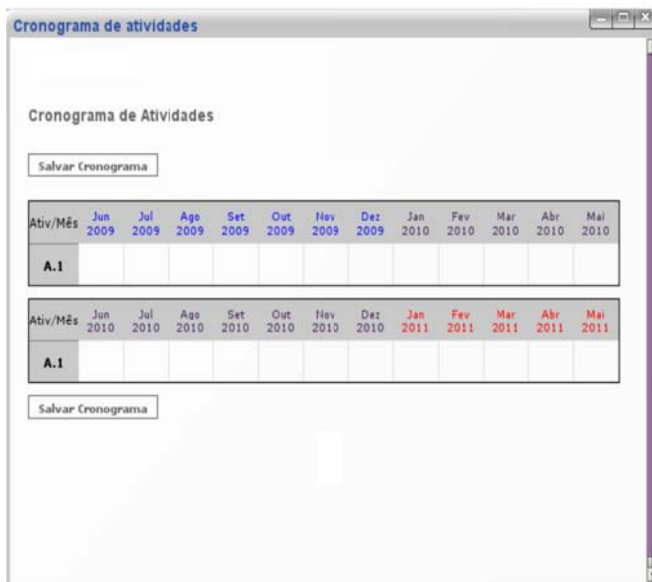 Cronograma de atividades
Cronograma de Atividades
Salvar Cronograma
Ativ/Mês Jun 2009 Jul 2009 Ago 2009 Set 2009 Out 2009 Nov 2009 Dez 2009 Jan 2010 Fev 2010 Mar 2010 Abr 2010 Mai 2010
A.1
Ativ/Mês Jun 2010 Jul 2010 Ago 2010 Set 2010 Out 2010 Nov 2010 Dez 2010 Jan 2011 Fev 2011 Mar 2011 Abr 2011 Mai 2011
A.1
Salvar Cronograma